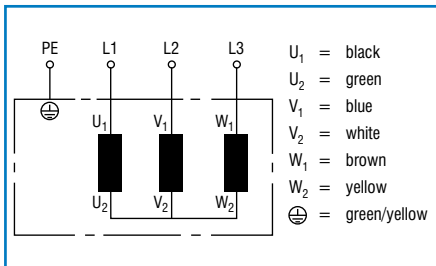 PE L1 L2 L3
U₁ V₁ W₁
U₂ V₂ W₂
U₁ = black
U₂ = green
V₁ = blue
V₂ = white
W₁ = brown
W₂ = yellow
⏚ = green/yellow